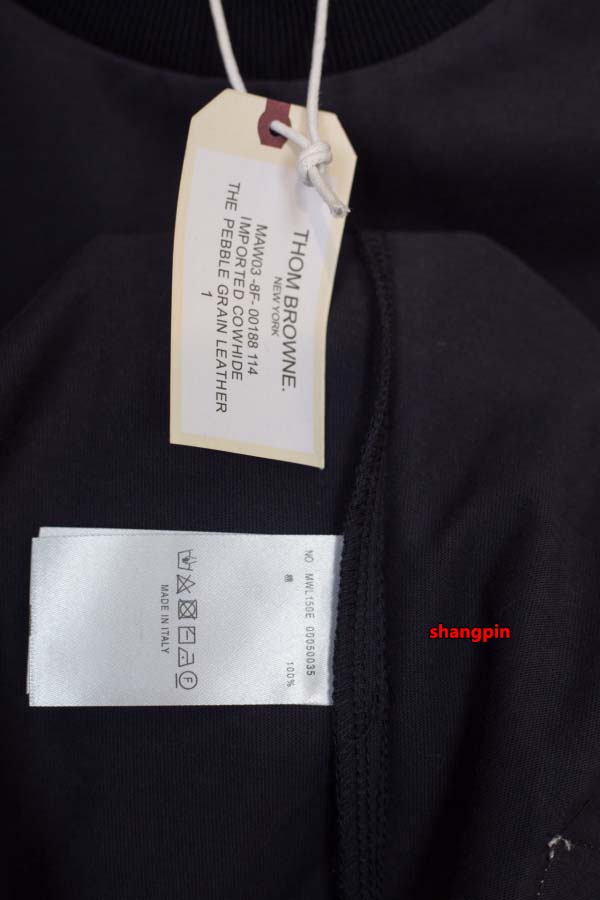 THOM BROWNE.
NEW YORK
MAW03 -8F- 00188 114
IMPORTED COWHIDE
THE PEBBLE GRAIN LEATHER
1
NO MWL150E 00050035
100%
F
MADE IN ITALY
shangpin